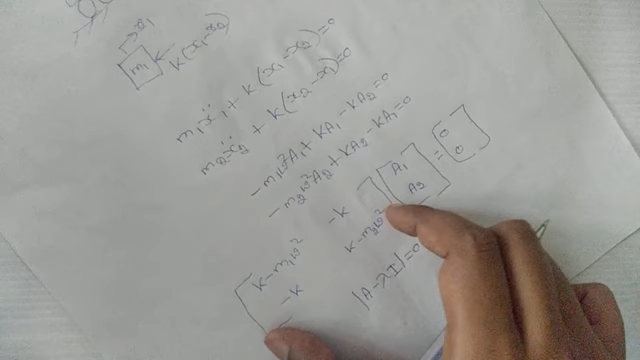 x₁
m₁ k(x₁-x₂)
m₁ẍ₁ + k(x₁-x₂)=0
m₂ẍ₂ + k(x₂-x₁)=0
-m₁ω²A₁ + kA₁ - kA₂=0
-m₂ω²A₂ + kA₂ - kA₁=0
[k-m₁ω² -k] [A₁] = [0]
[-k k-m₂ω²] [A₂] [0]
|A-λI|=0